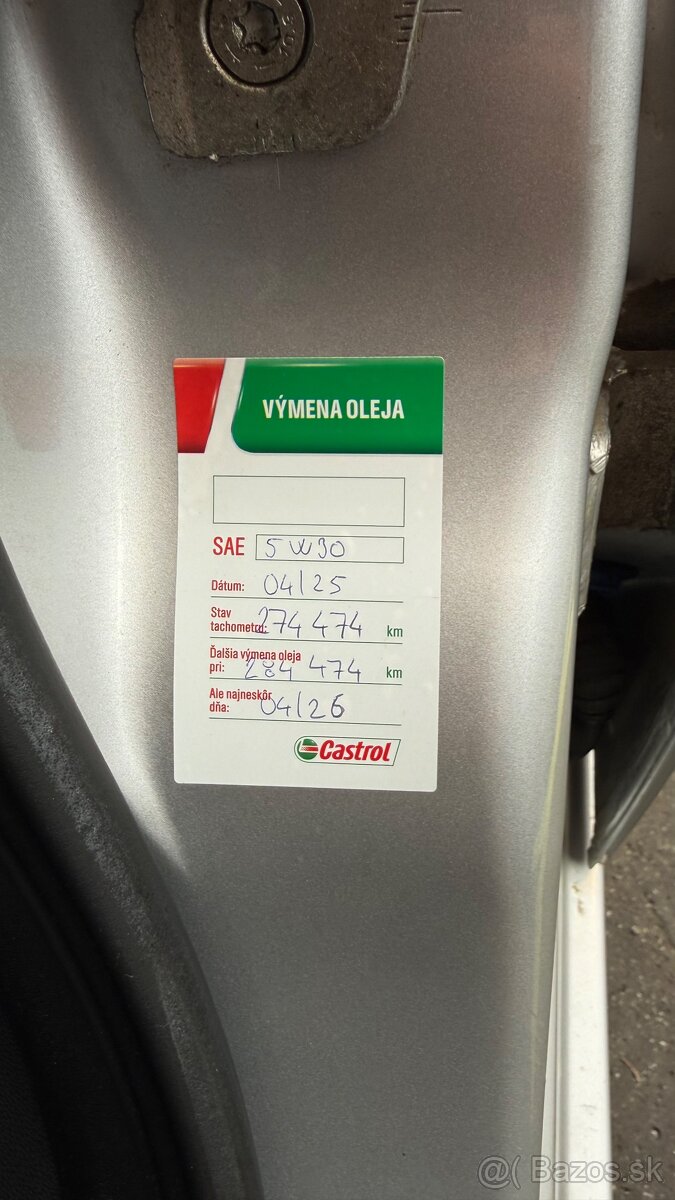 VÝMENA OLEJA
SAE 5W30
Dátum: 04/25
Stav
tachometra: 274 474 km
Ďalšia výmena oleja
pri: 284 474 km
Ale najneskôr
dňa: 04/26
Castrol
@( Bazos.sk